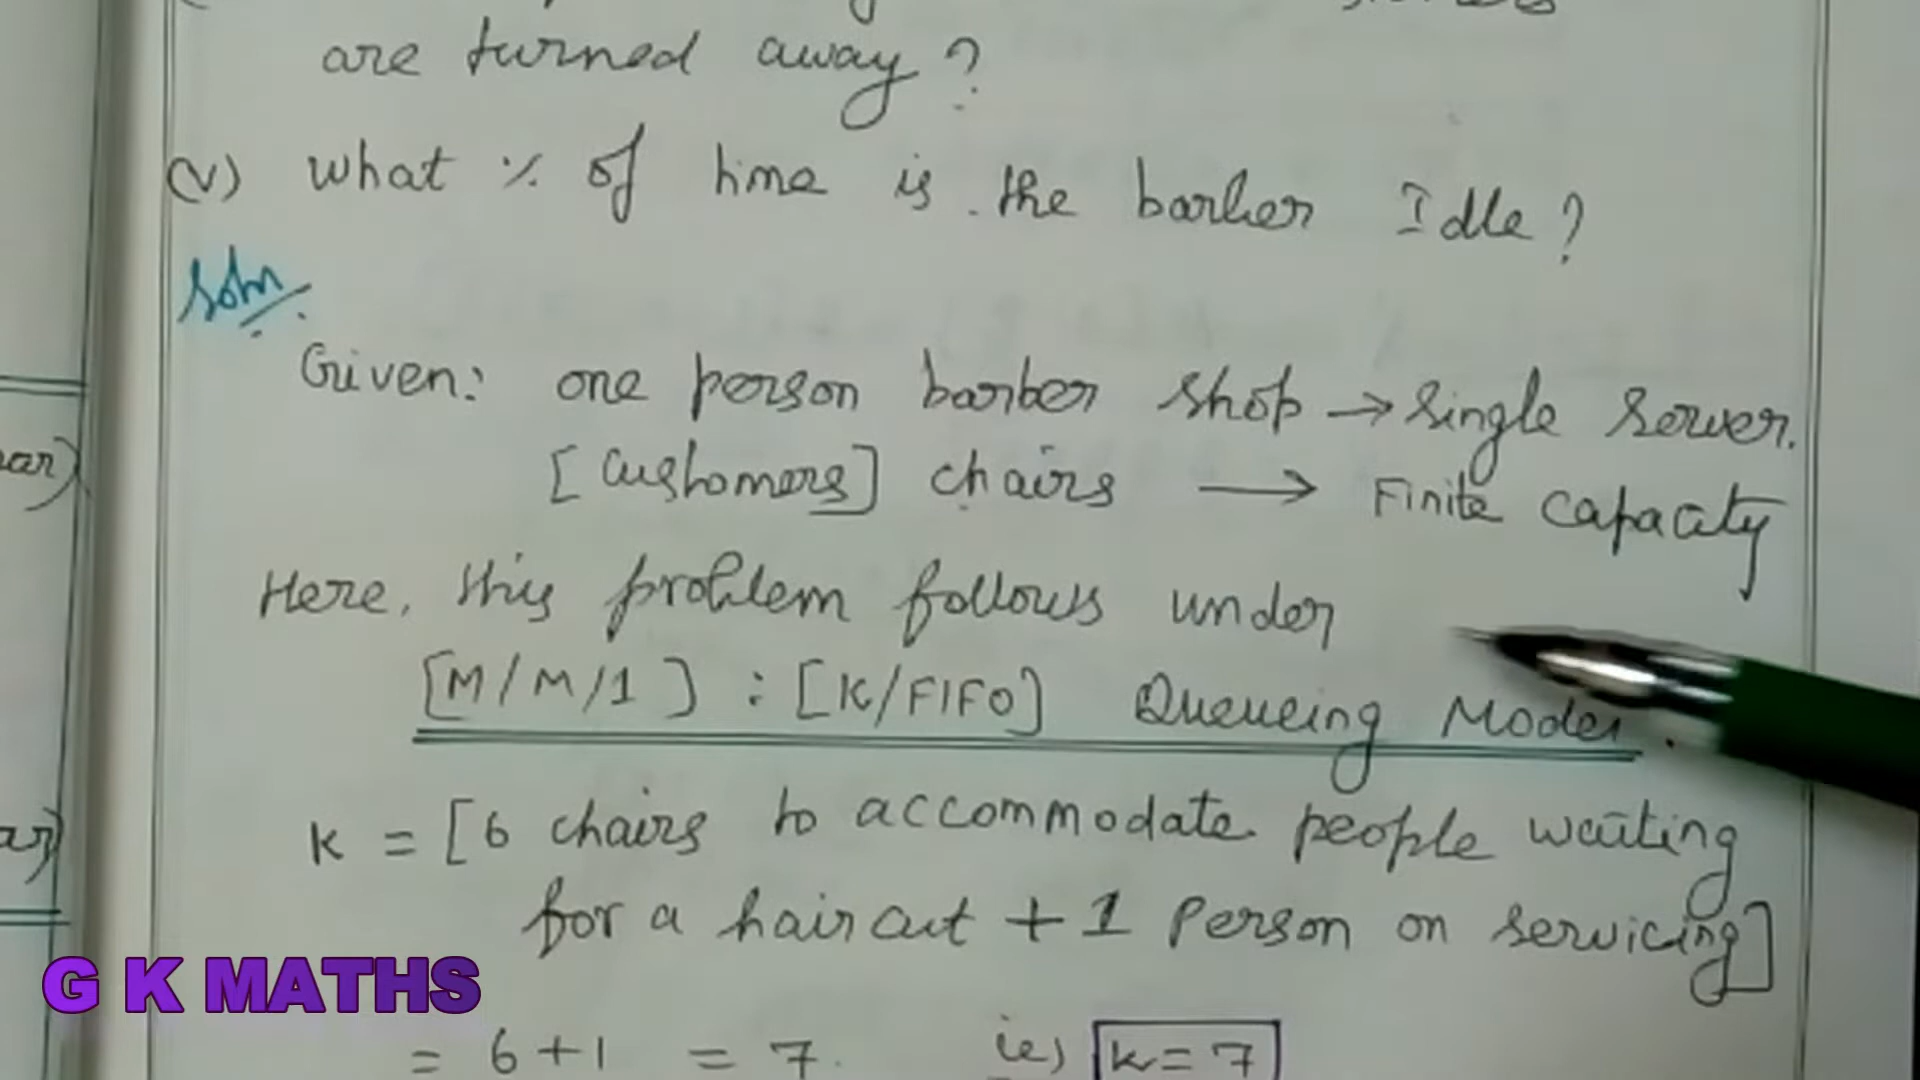 are turned away?
(v) What % of time is the barber Idle?
Soln.
Given: one person barber shop → single server.
[customers] chairs → Finite capacity
Here, this problem follows under
[M/M/1] : [K/FIFO] Queueing Model.
k = [6 chairs to accommodate people waiting
for a hair cut + 1 Person on servicing]
= 6+1 = 7. ie) k=7
G K MATHS